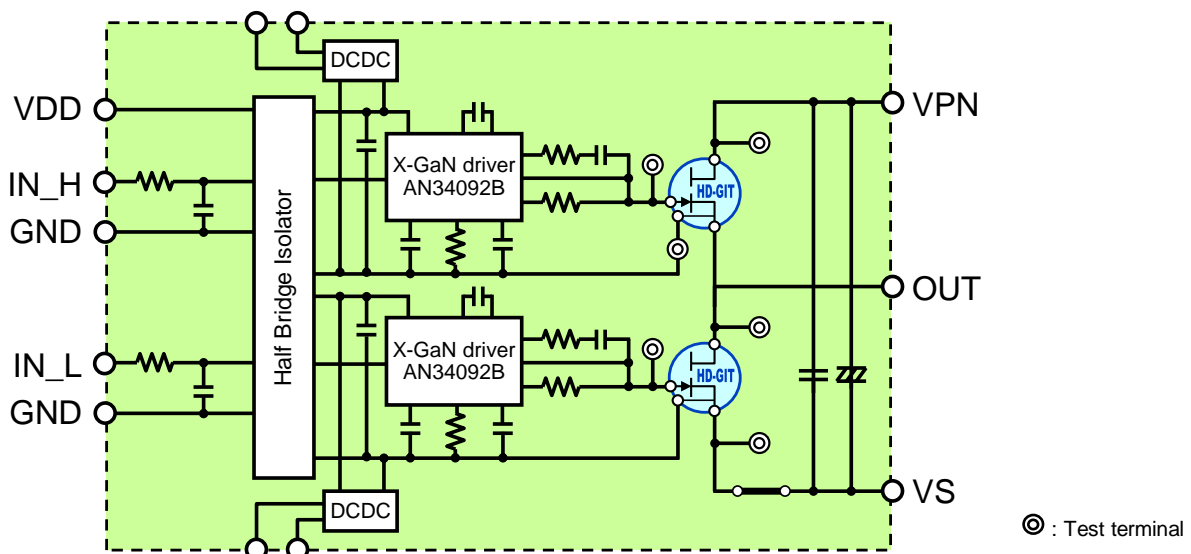 DCDC
VDD
VPN
X-GaN driver
AN34092B
IN_H
HD-GIT
GND
Half Bridge Isolator
OUT
X-GaN driver
AN34092B
IN_L
HD-GIT
GND
VS
DCDC
: Test terminal